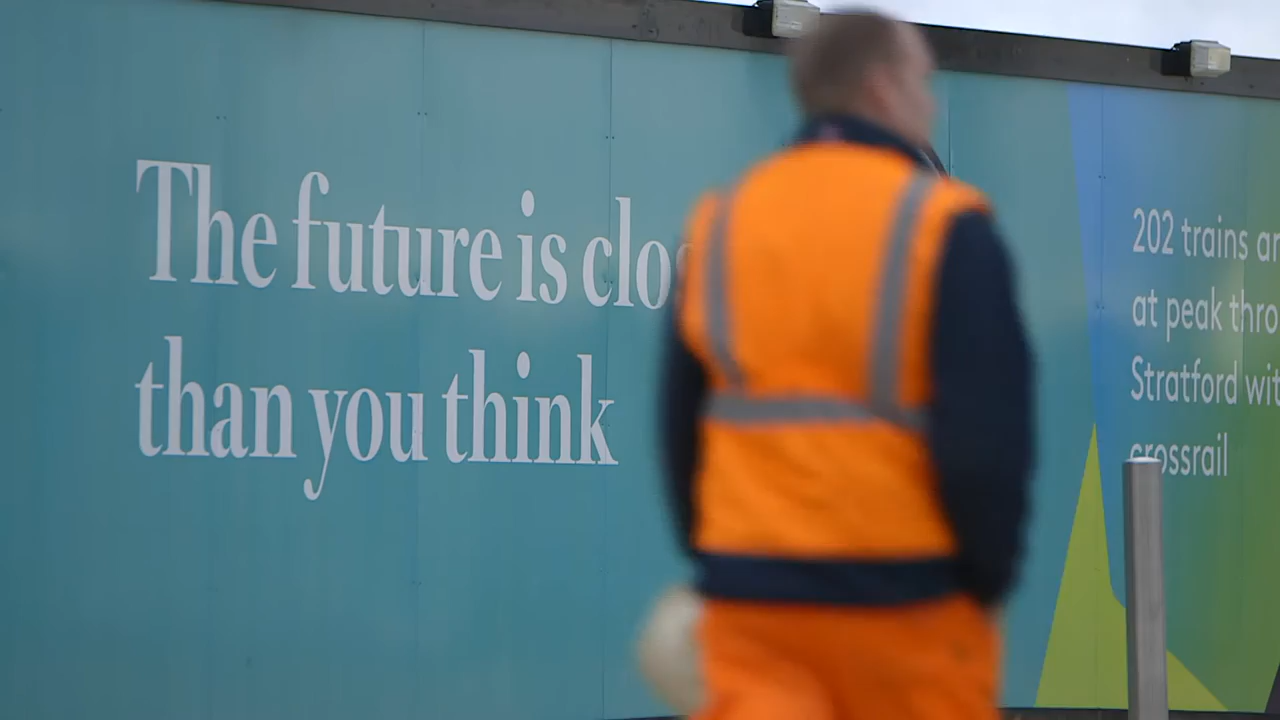 The future is clo
than you think
202 trains ar
at peak thro
Stratford wit
crossrail